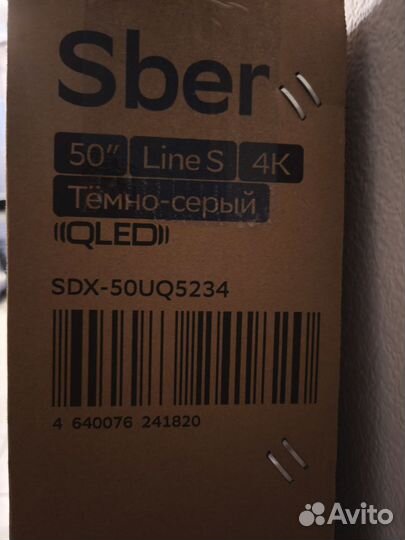 Sber
50″ Line S 4K
Тёмно-серый
((QLED))
SDX-50UQ5234
4 640076 241820
Avito